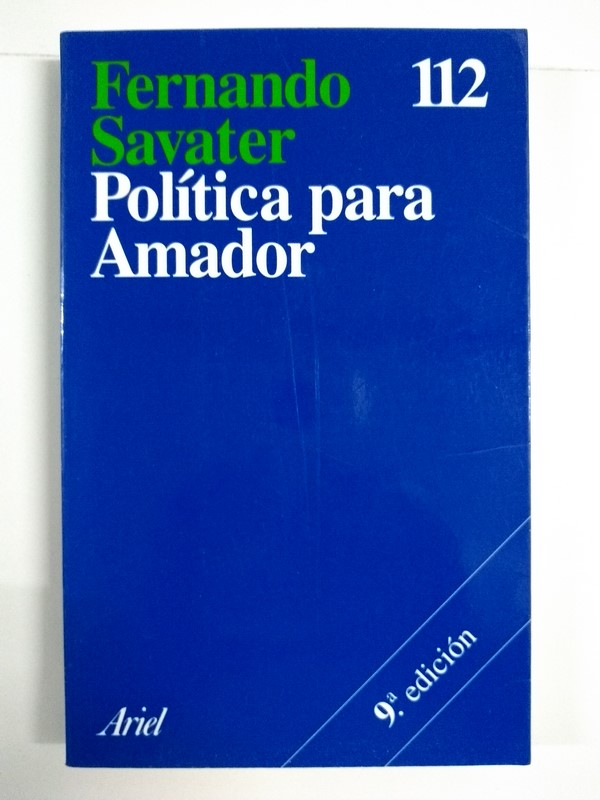 Fernando
Savater
112
Política para
Amador
9.ª edición
Ariel